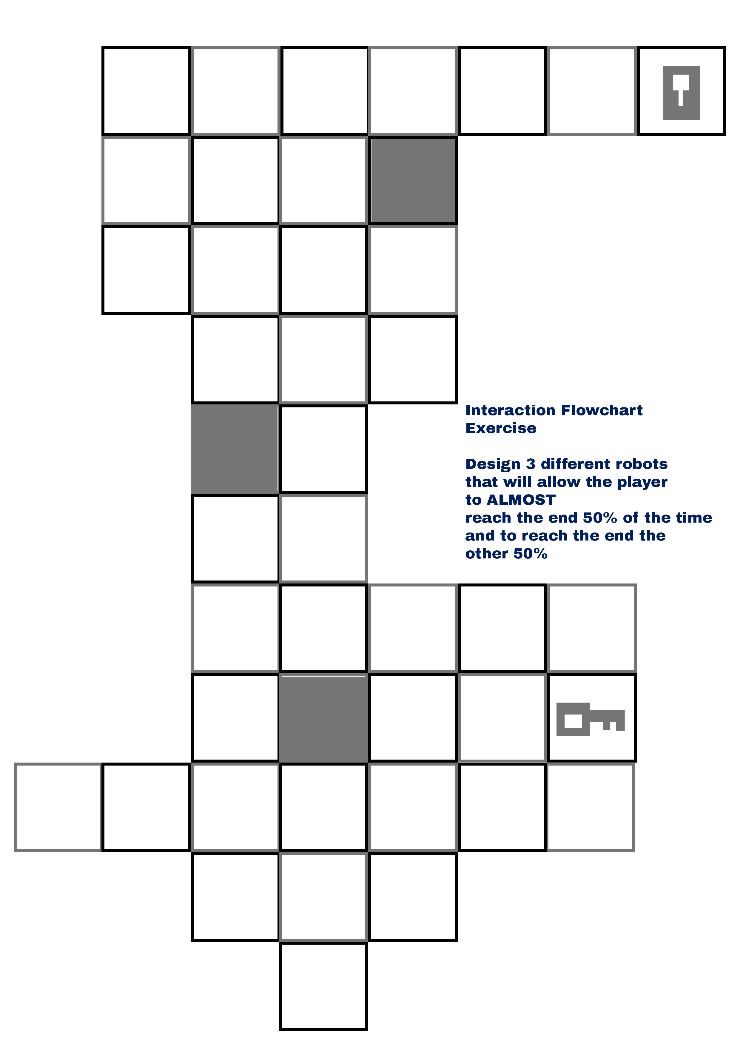 Interaction Flowchart
Exercise
Design 3 different robots
that will allow the player
to ALMOST
reach the end 50% of the time
and to reach the end the
other 50%